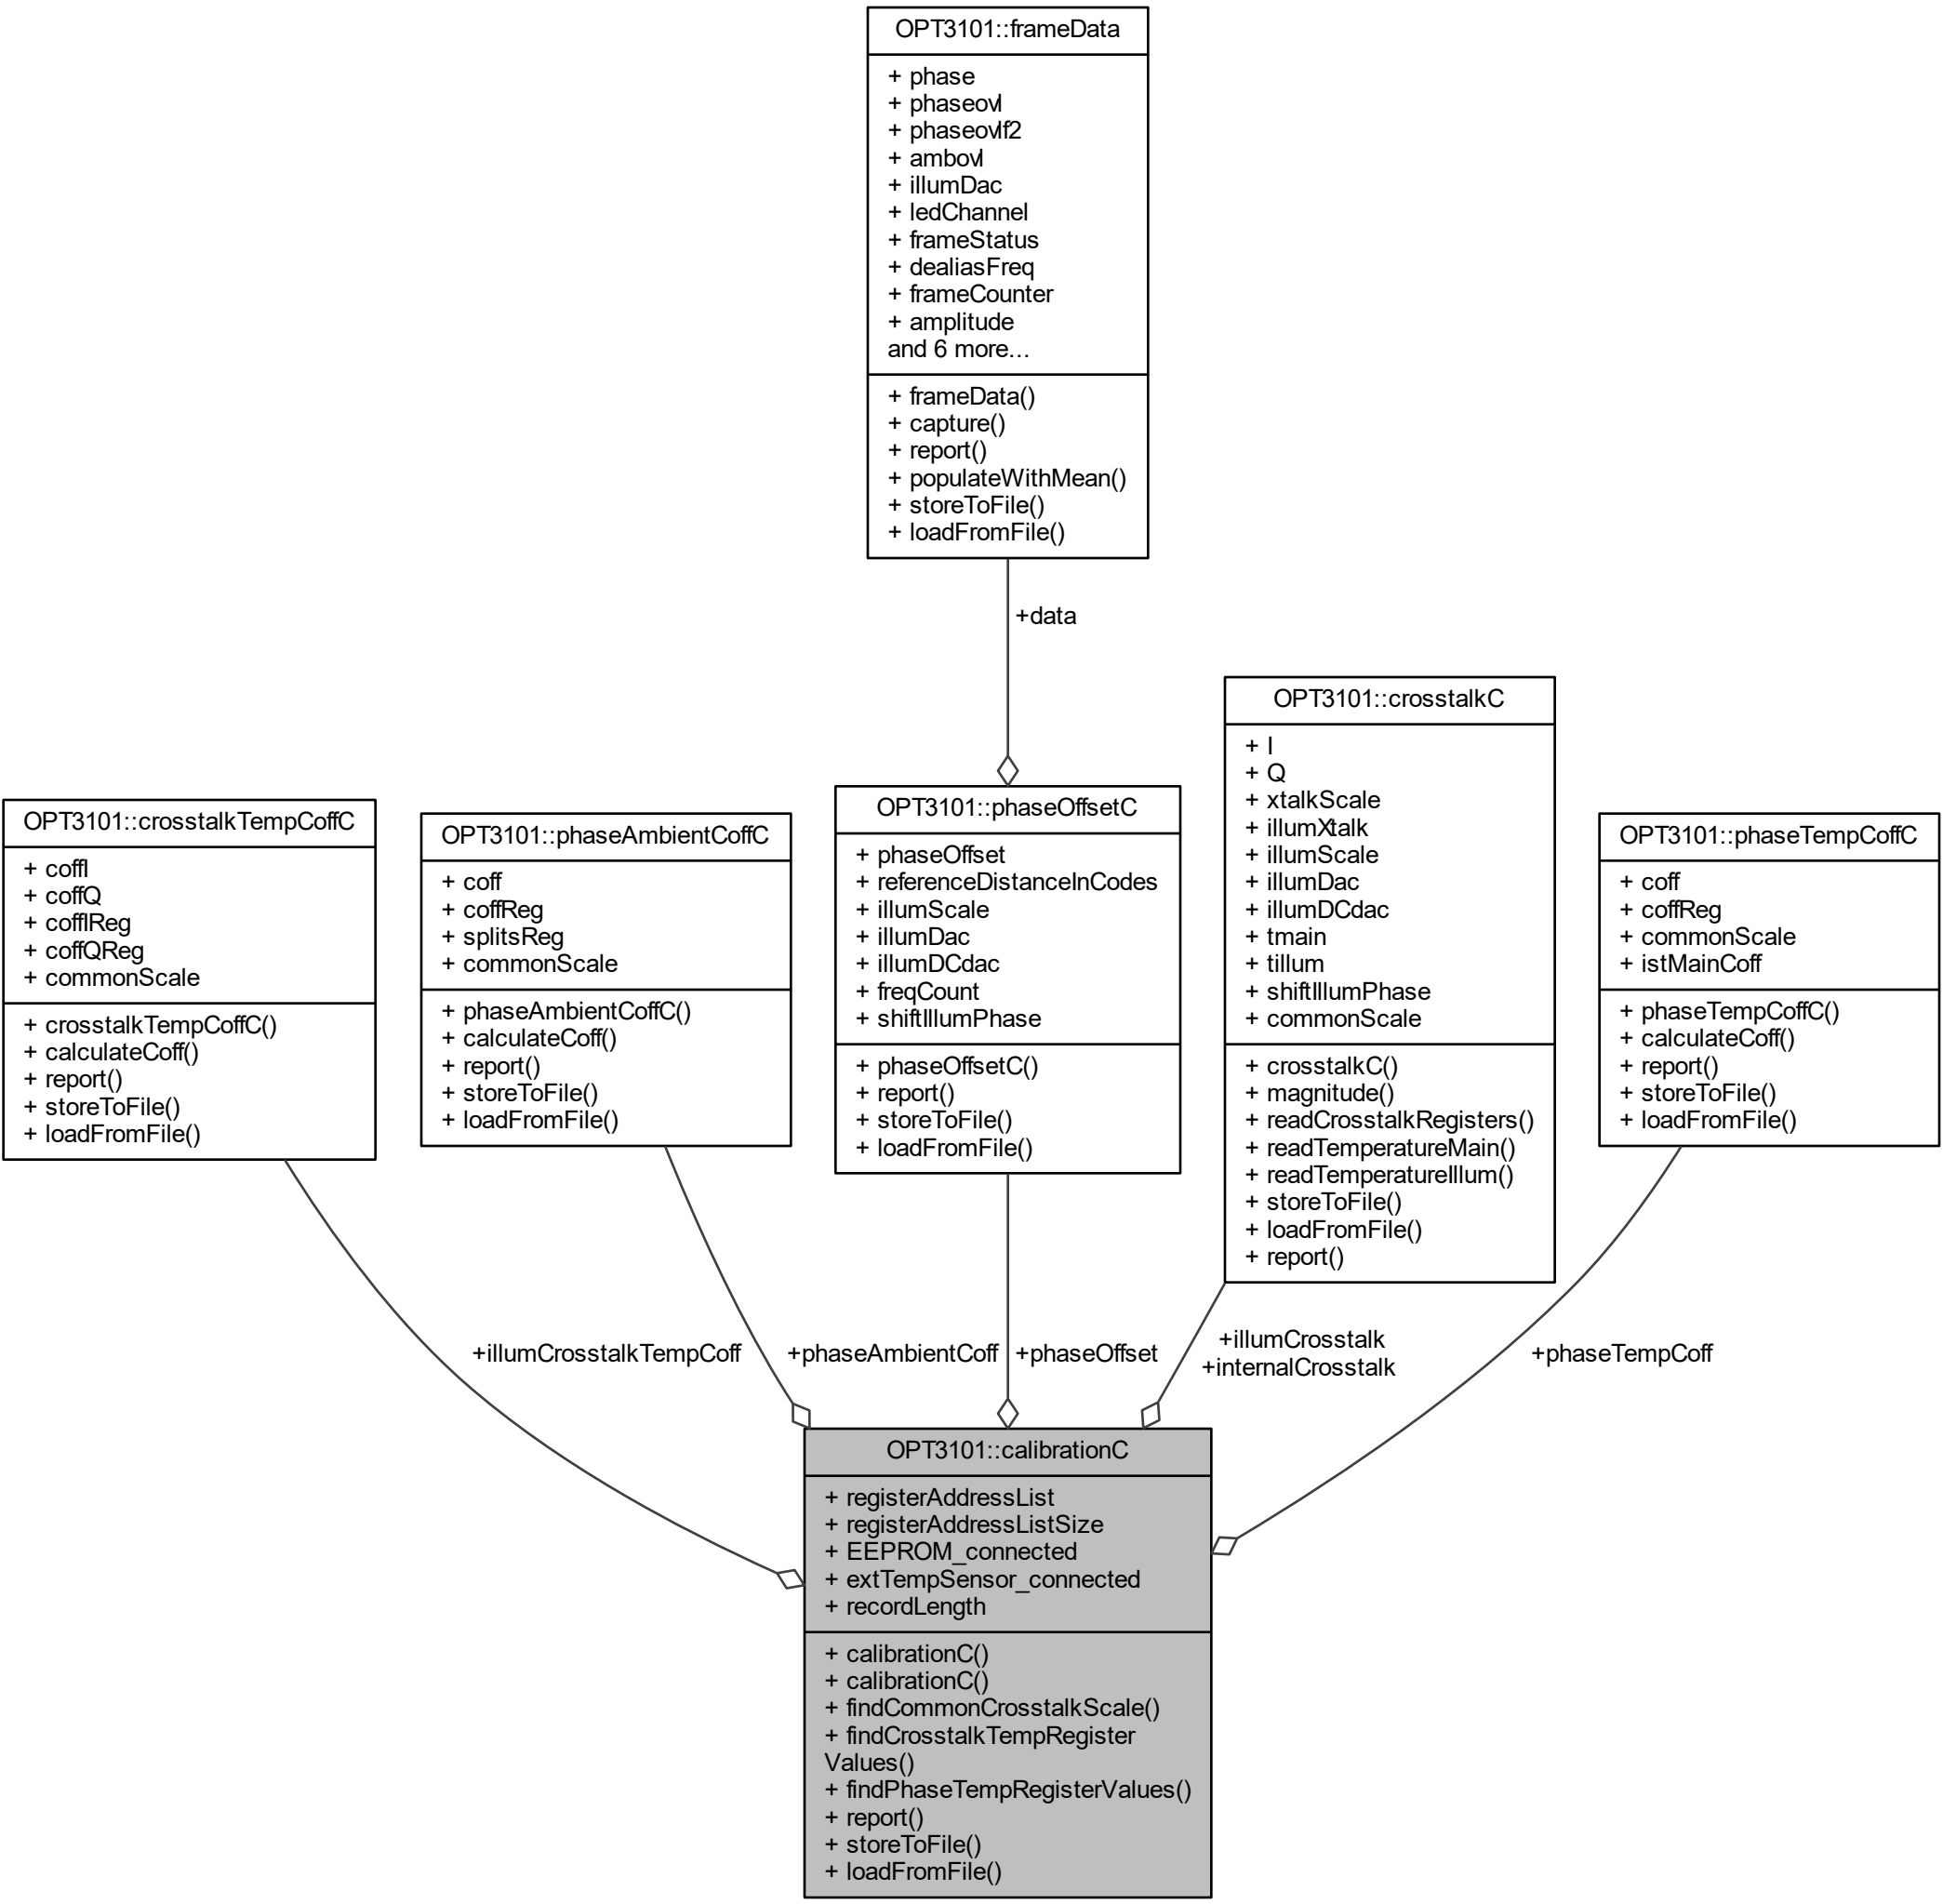 OPT3101::frameData
+ phase
+ phaseovl
+ phaseovlf2
+ ambovl
+ illumDac
+ ledChannel
+ frameStatus
+ dealiasFreq
+ frameCounter
+ amplitude
and 6 more...
+ frameData()
+ capture()
+ report()
+ populateWithMean()
+ storeToFile()
+ loadFromFile()
+data
OPT3101::crosstalkTempCoffC
+ coffI
+ coffQ
+ coffIReg
+ coffQReg
+ commonScale
+ crosstalkTempCoffC()
+ calculateCoff()
+ report()
+ storeToFile()
+ loadFromFile()
OPT3101::phaseAmbientCoffC
+ coff
+ coffReg
+ splitsReg
+ commonScale
+ phaseAmbientCoffC()
+ calculateCoff()
+ report()
+ storeToFile()
+ loadFromFile()
OPT3101::phaseOffsetC
+ phaseOffset
+ referenceDistanceInCodes
+ illumScale
+ illumDac
+ illumDCdac
+ freqCount
+ shiftIllumPhase
+ phaseOffsetC()
+ report()
+ storeToFile()
+ loadFromFile()
OPT3101::crosstalkC
+ I
+ Q
+ xtalkScale
+ illumXtalk
+ illumScale
+ illumDac
+ illumDCdac
+ tmain
+ tillum
+ shiftIllumPhase
+ commonScale
+ crosstalkC()
+ magnitude()
+ readCrosstalkRegisters()
+ readTemperatureMain()
+ readTemperatureIllum()
+ storeToFile()
+ loadFromFile()
+ report()
OPT3101::phaseTempCoffC
+ coff
+ coffReg
+ commonScale
+ istMainCoff
+ phaseTempCoffC()
+ calculateCoff()
+ report()
+ storeToFile()
+ loadFromFile()
+illumCrosstalkTempCoff
+phaseAmbientCoff
+phaseOffset
+illumCrosstalk
+internalCrosstalk
+phaseTempCoff
OPT3101::calibrationC
+ registerAddressList
+ registerAddressListSize
+ EEPROM_connected
+ extTempSensor_connected
+ recordLength
+ calibrationC()
+ calibrationC()
+ findCommonCrosstalkScale()
+ findCrosstalkTempRegister
Values()
+ findPhaseTempRegisterValues()
+ report()
+ storeToFile()
+ loadFromFile()